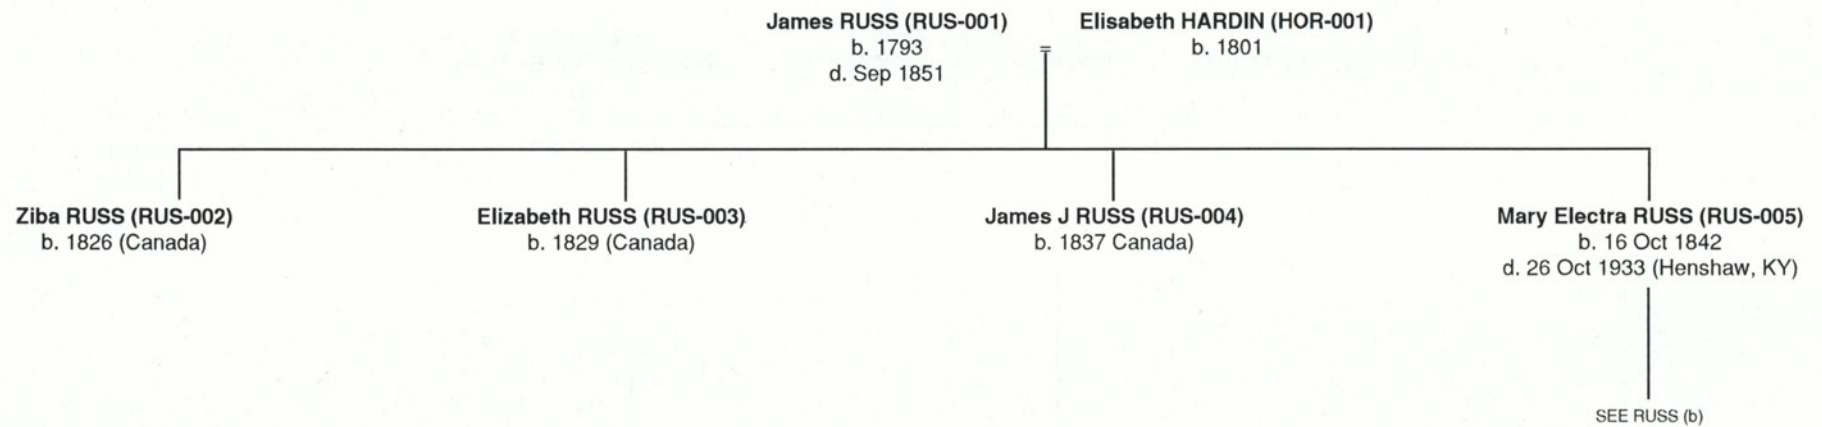 James RUSS (RUS-001)
b. 1793
d. Sep 1851
=
Elisabeth HARDIN (HOR-001)
b. 1801
Ziba RUSS (RUS-002)
b. 1826 (Canada)
Elizabeth RUSS (RUS-003)
b. 1829 (Canada)
James J RUSS (RUS-004)
b. 1837 Canada)
Mary Electra RUSS (RUS-005)
b. 16 Oct 1842
d. 26 Oct 1933 (Henshaw, KY)
SEE RUSS (b)